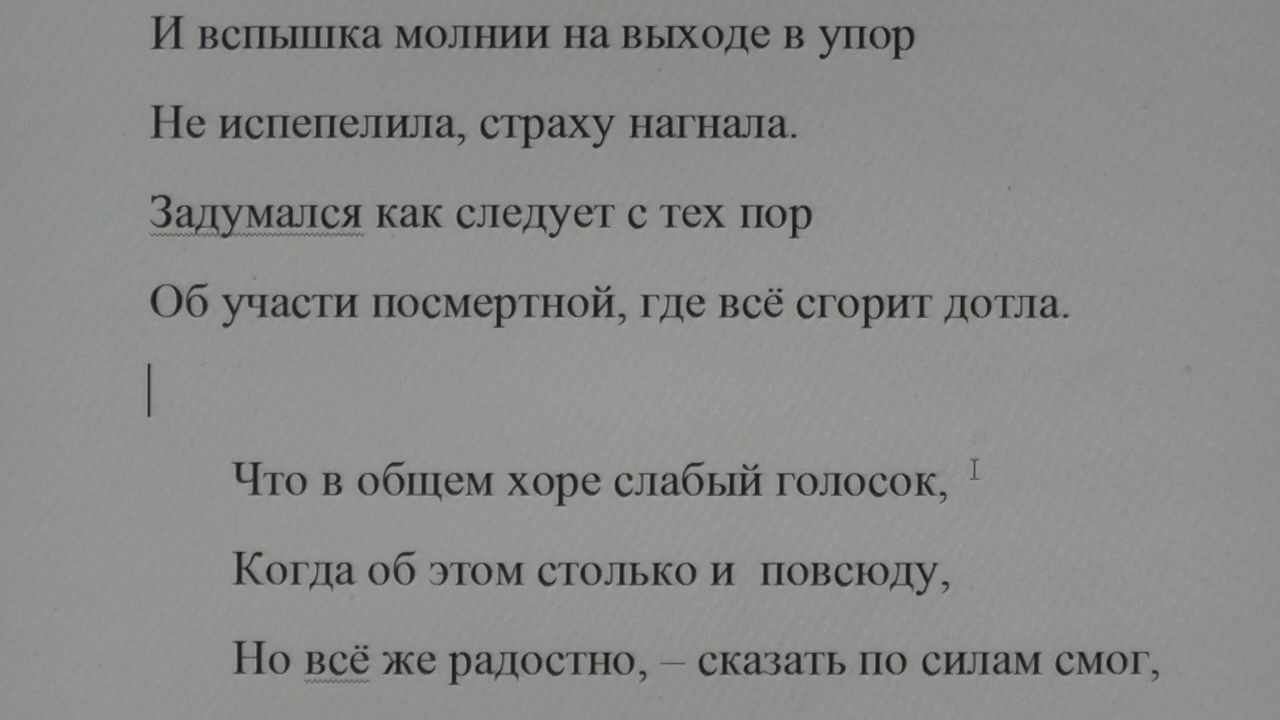 И вспышка молнии на выходе в упор
Не испепелила, страху нагнала.
Задумался как следует с тех пор
Об участи посмертной, где всё сгорит дотла.
Что в общем хоре слабый голосок,
Когда об этом столько и  повсюду,
Но всё же радостно, – сказать по силам смог,